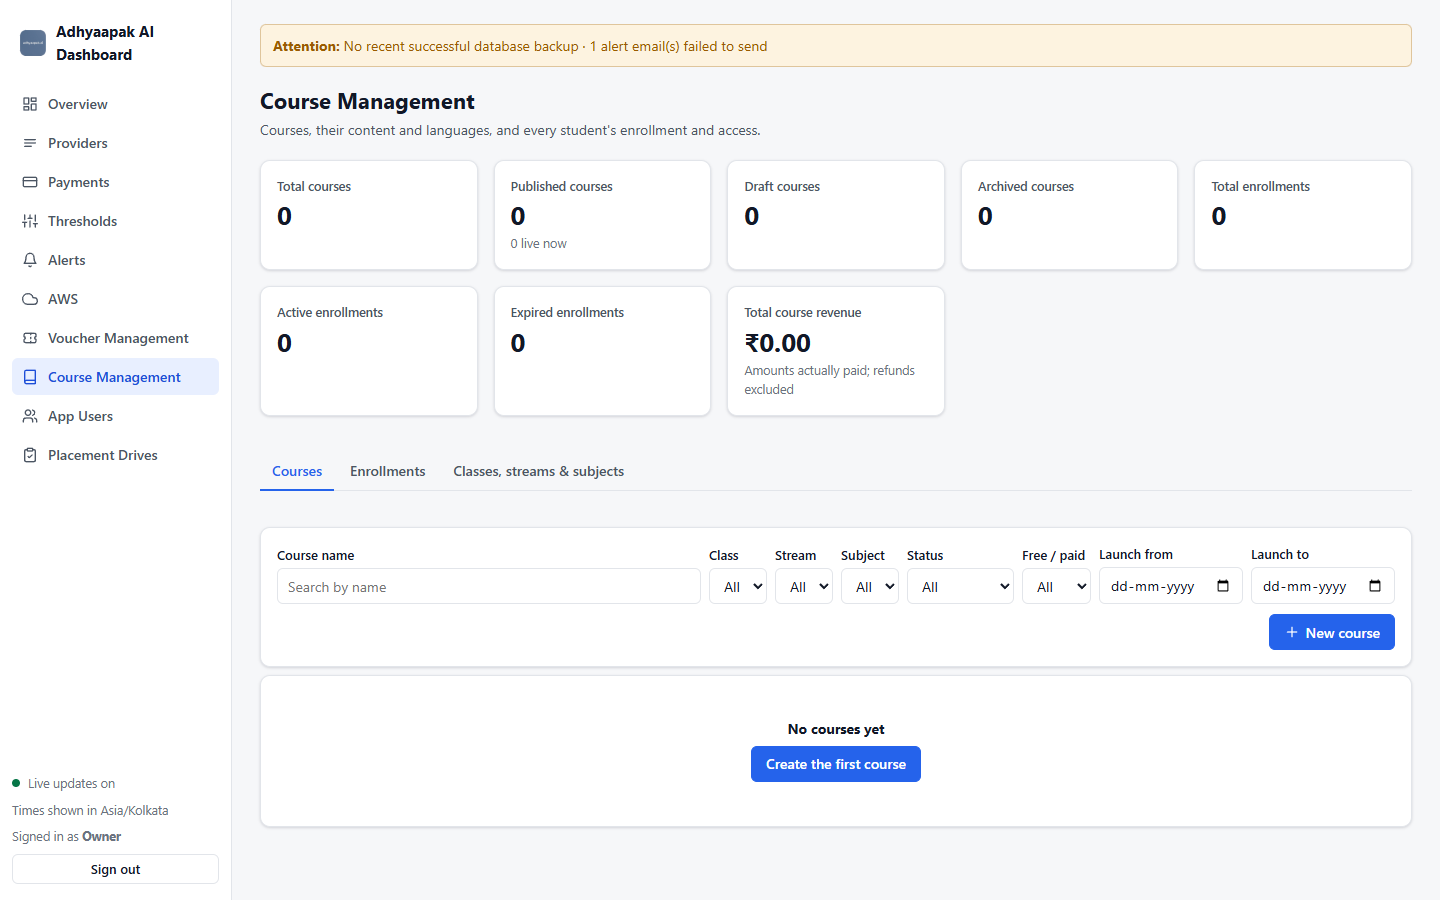 Adhyaapak AI
Dashboard
Overview
Providers
Payments
Thresholds
Alerts
AWS
Voucher Management
Course Management
App Users
Placement Drives
Live updates on
Times shown in Asia/Kolkata
Signed in as Owner
Sign out
Attention: No recent successful database backup · 1 alert email(s) failed to send
Course Management
Courses, their content and languages, and every student's enrollment and access.
Total courses
0
Published courses
0
0 live now
Draft courses
0
Archived courses
0
Total enrollments
0
Active enrollments
0
Expired enrollments
0
Total course revenue
₹0.00
Amounts actually paid; refunds
excluded
Courses Enrollments Classes, streams & subjects
Course name Class Stream Subject Status Free / paid Launch from Launch to
Search by name All All All All All dd-mm-yyyy dd-mm-yyyy
+ New course
No courses yet
Create the first course